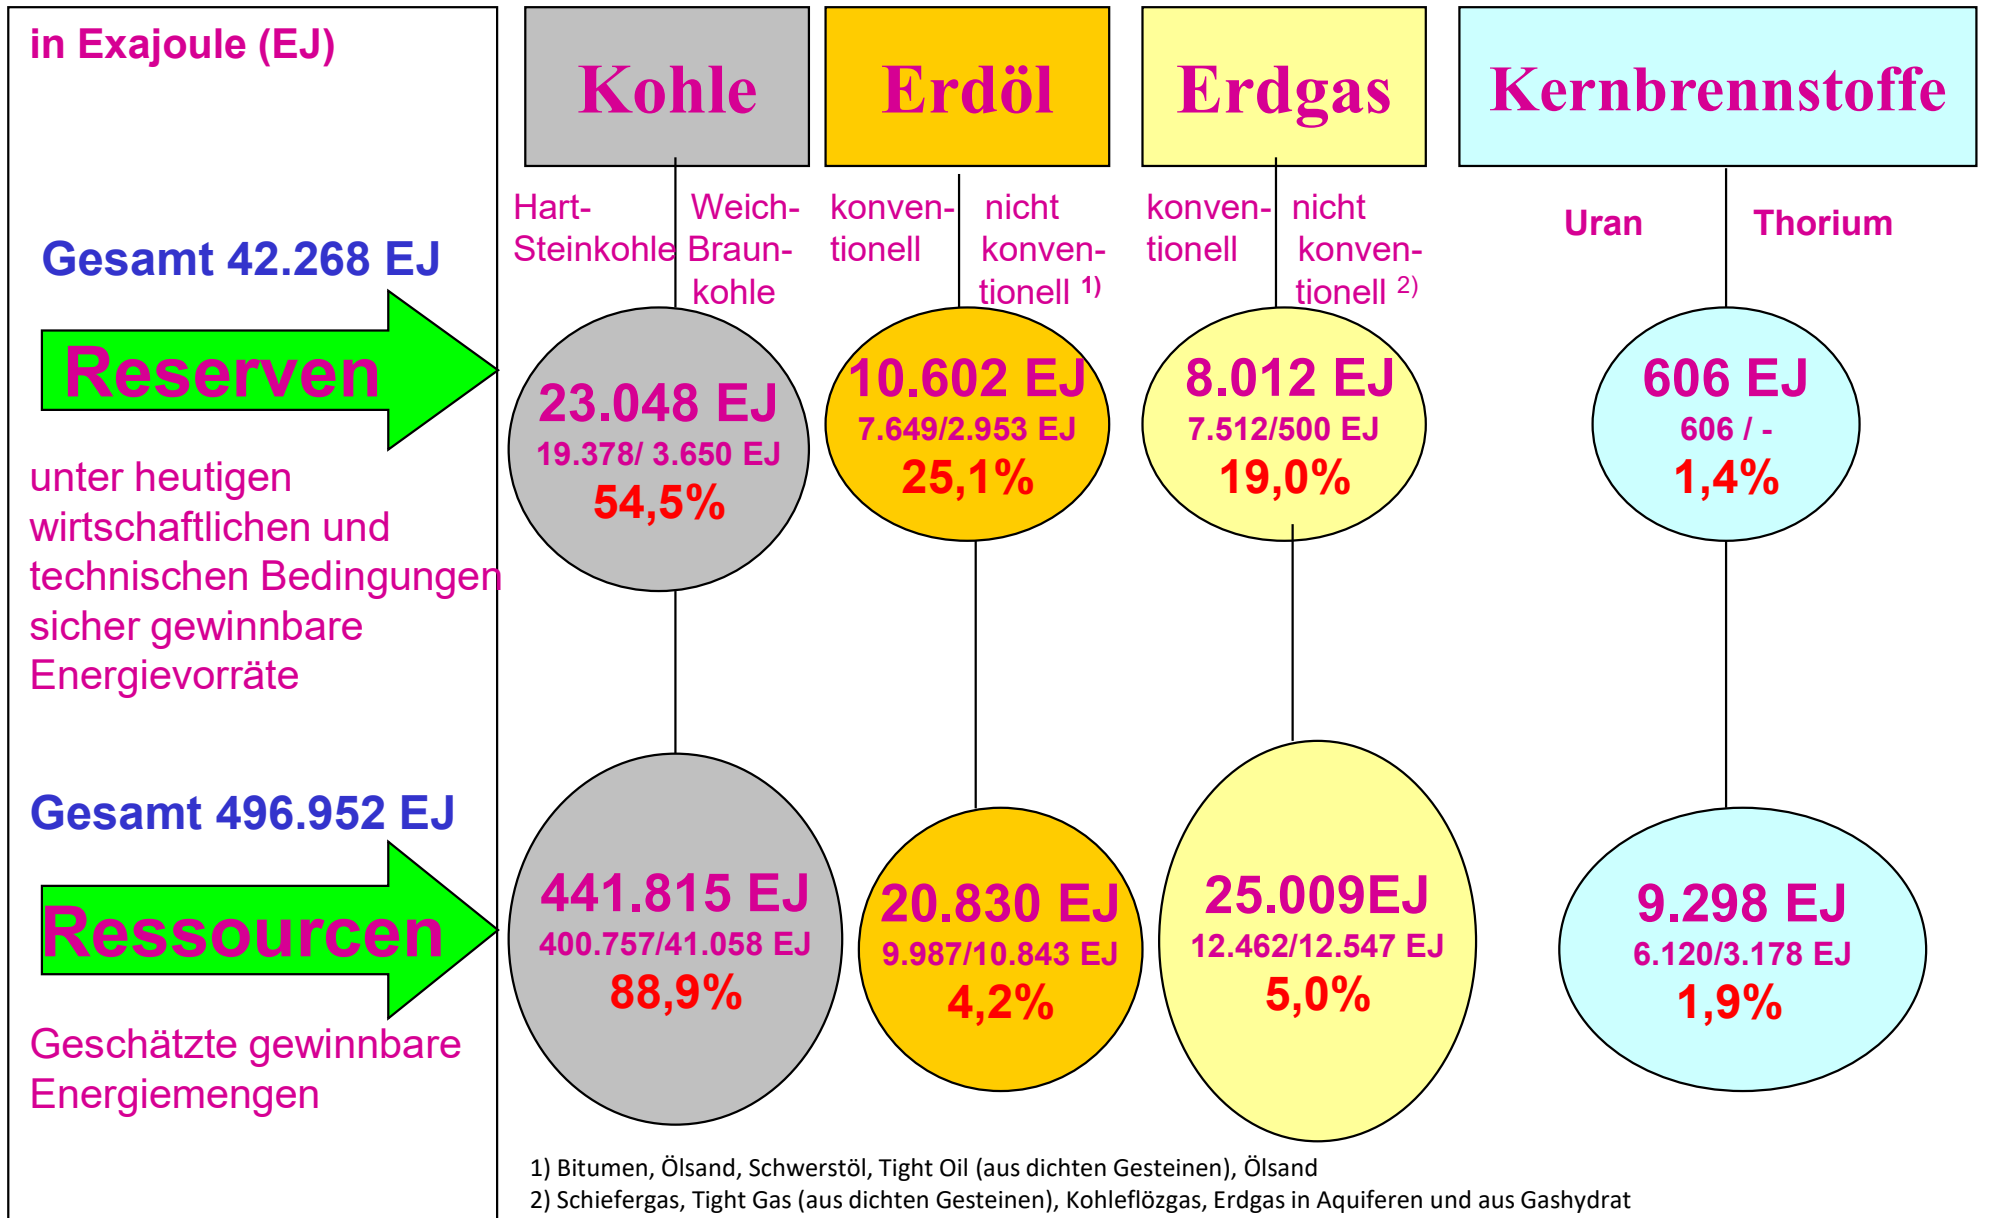 in Exajoule (EJ)
Kohle
Erdöl
Erdgas
Kernbrennstoffe
Hart-
Steinkohle
Weich-
Braun-
kohle
konven-
tionell
nicht
konven-
tionell 1)
konven-
tionell
nicht
konven-
tionell 2)
Uran
Thorium
Gesamt 42.268 EJ
Reserven
unter heutigen
wirtschaftlichen und
technischen Bedingungen
sicher gewinnbare
Energievorräte
23.048 EJ
19.378/ 3.650 EJ
54,5%
10.602 EJ
7.649/2.953 EJ
25,1%
8.012 EJ
7.512/500 EJ
19,0%
606 EJ
606 / -
1,4%
Gesamt 496.952 EJ
Ressourcen
Geschätzte gewinnbare
Energiemengen
441.815 EJ
400.757/41.058 EJ
88,9%
20.830 EJ
9.987/10.843 EJ
4,2%
25.009EJ
12.462/12.547 EJ
5,0%
9.298 EJ
6.120/3.178 EJ
1,9%
1) Bitumen, Ölsand, Schwerstöl, Tight Oil (aus dichten Gesteinen), Ölsand
2) Schiefergas, Tight Gas (aus dichten Gesteinen), Kohleflözgas, Erdgas in Aquiferen und aus Gashydrat